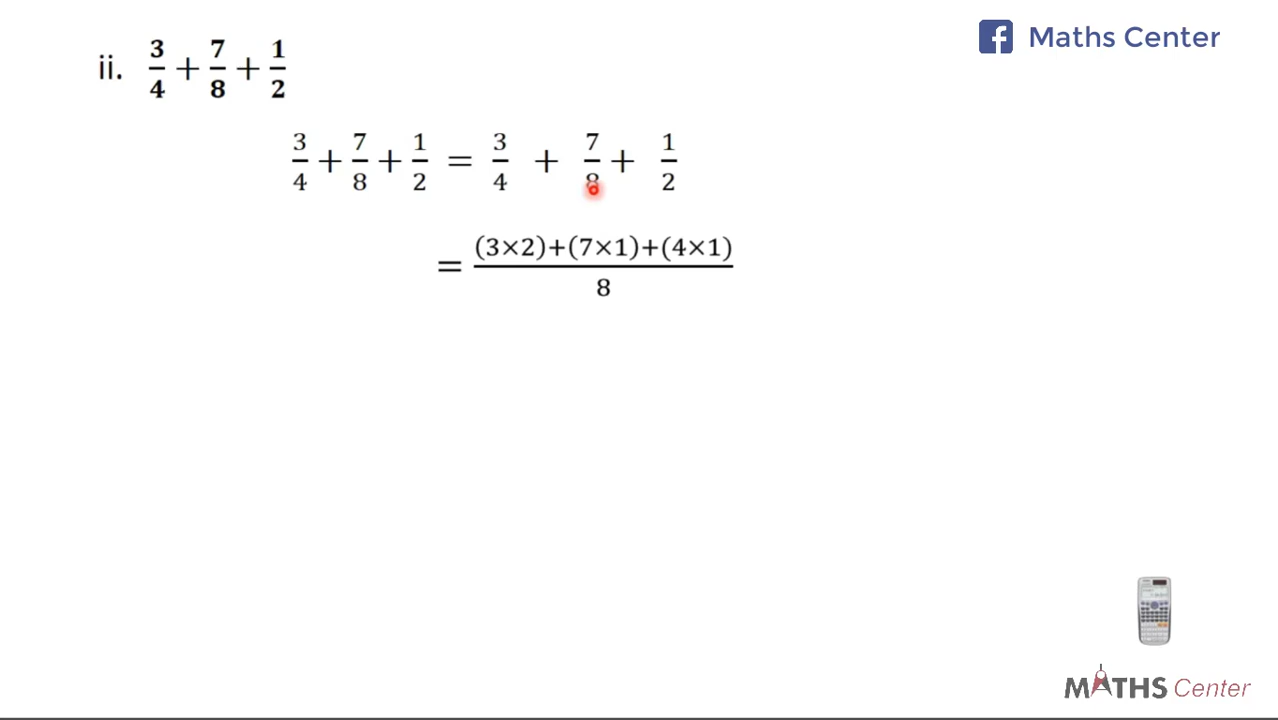 Maths Center
ii. 3/4 + 7/8 + 1/2
3/4 + 7/8 + 1/2 = 3/4 + 7/8 + 1/2
= (3×2)+(7×1)+(4×1)/8
MATHS Center